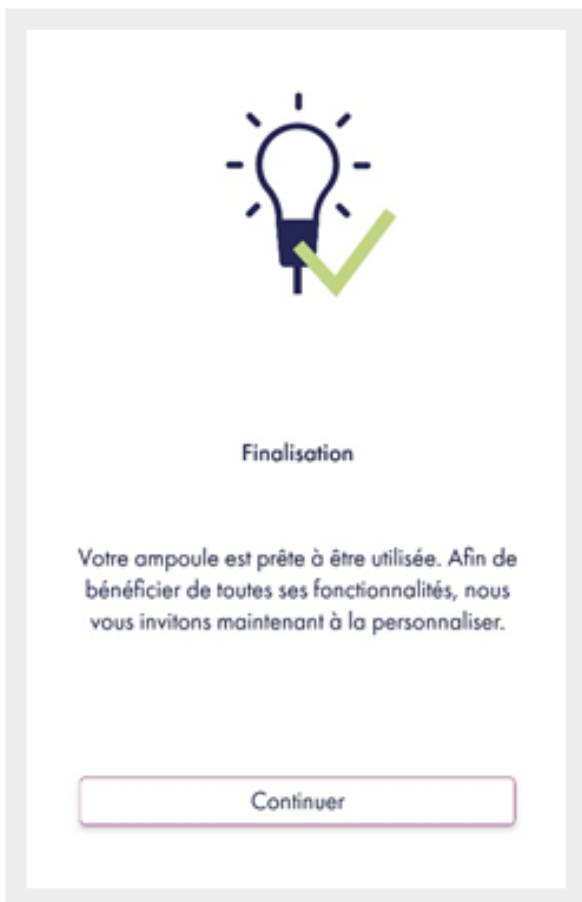 Finalisation
Votre ampoule est prête à être utilisée. Afin de
bénéficier de toutes ses fonctionnalités, nous
vous invitons maintenant à la personnaliser.
Continuer